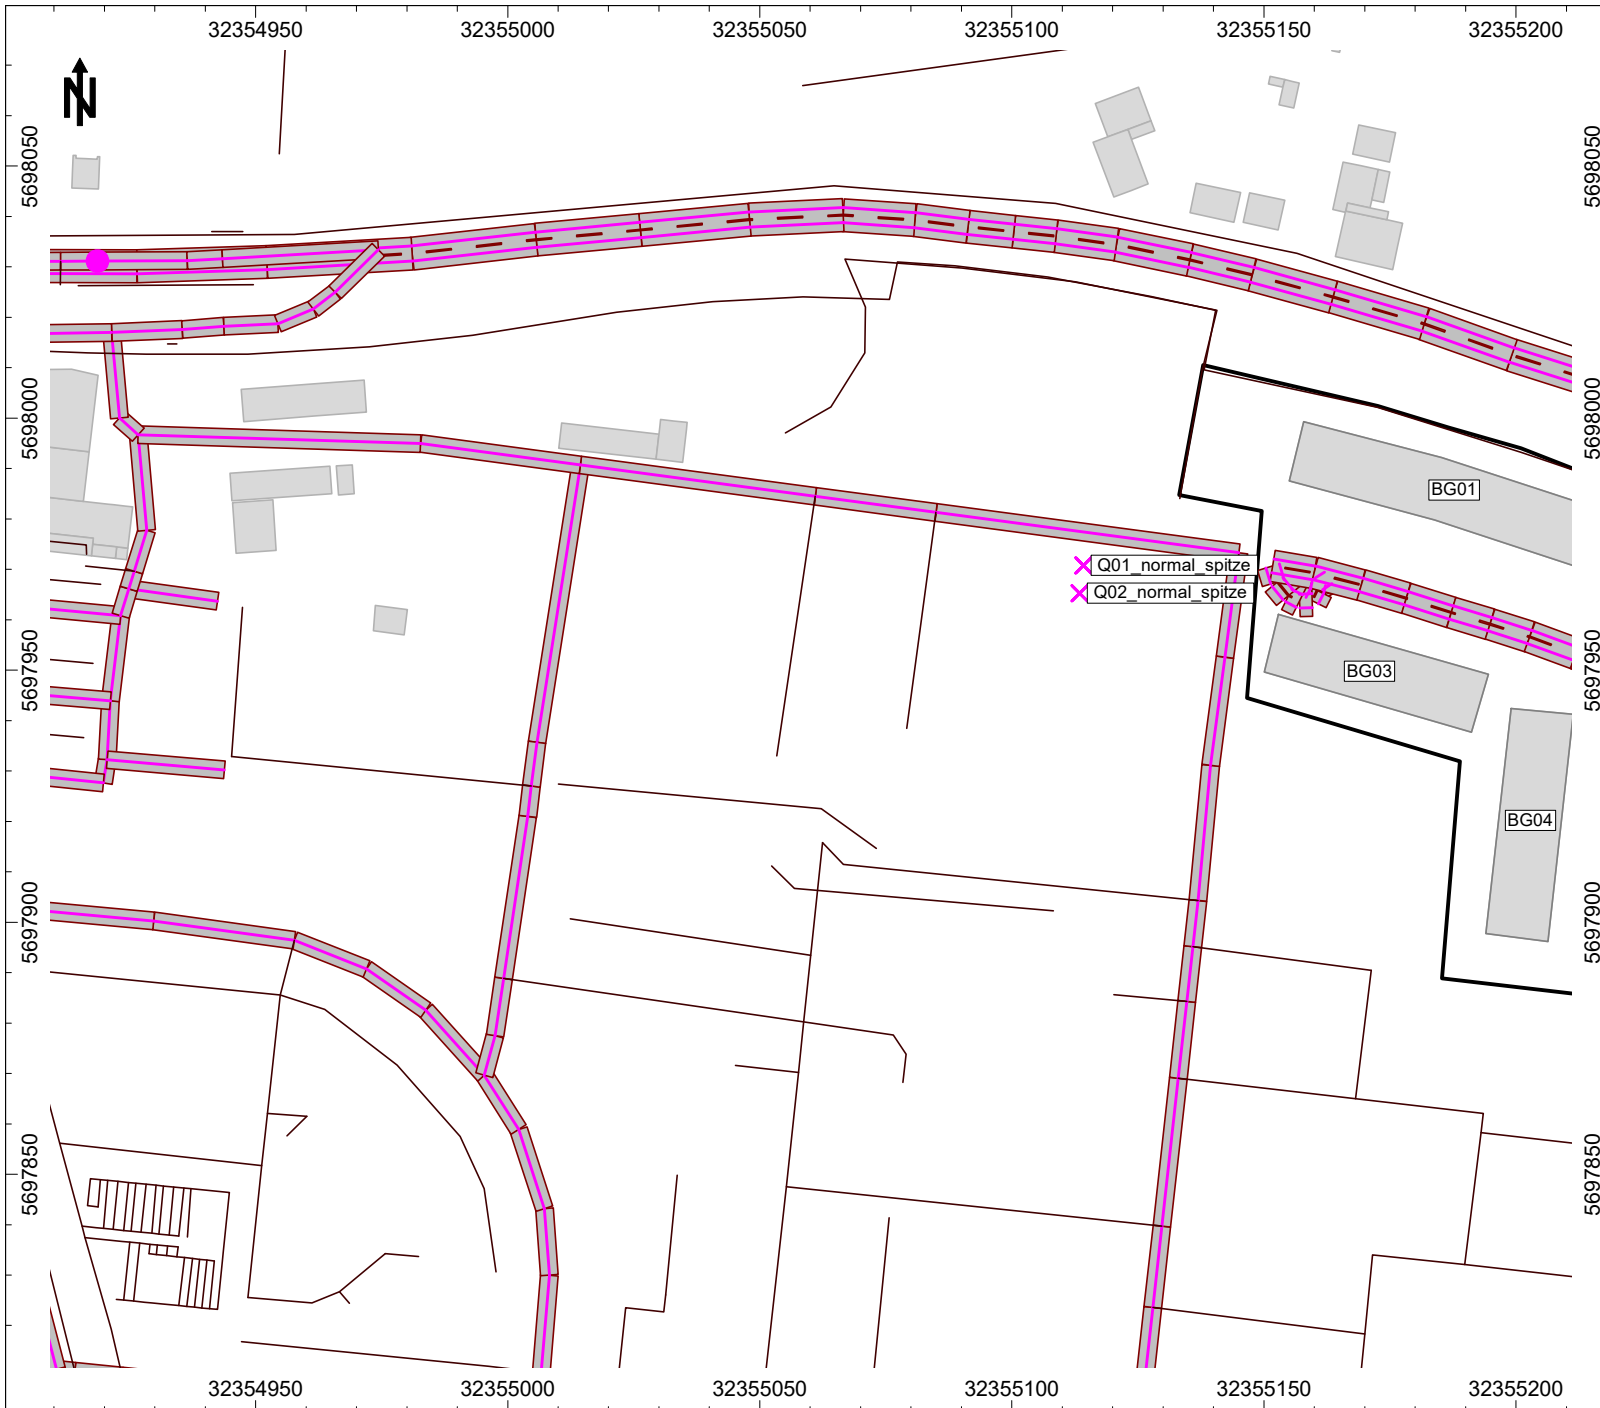 32354950 32355000 32355050 32355100 32355150 32355200
N
5698050 5698050
5698000 5698000
BG01
Q01_normal_spitze
Q02_normal_spitze
5697950 5697950
BG03
BG04
5697900 5697900
5697850 5697850
32354950 32355000 32355050 32355100 32355150 32355200